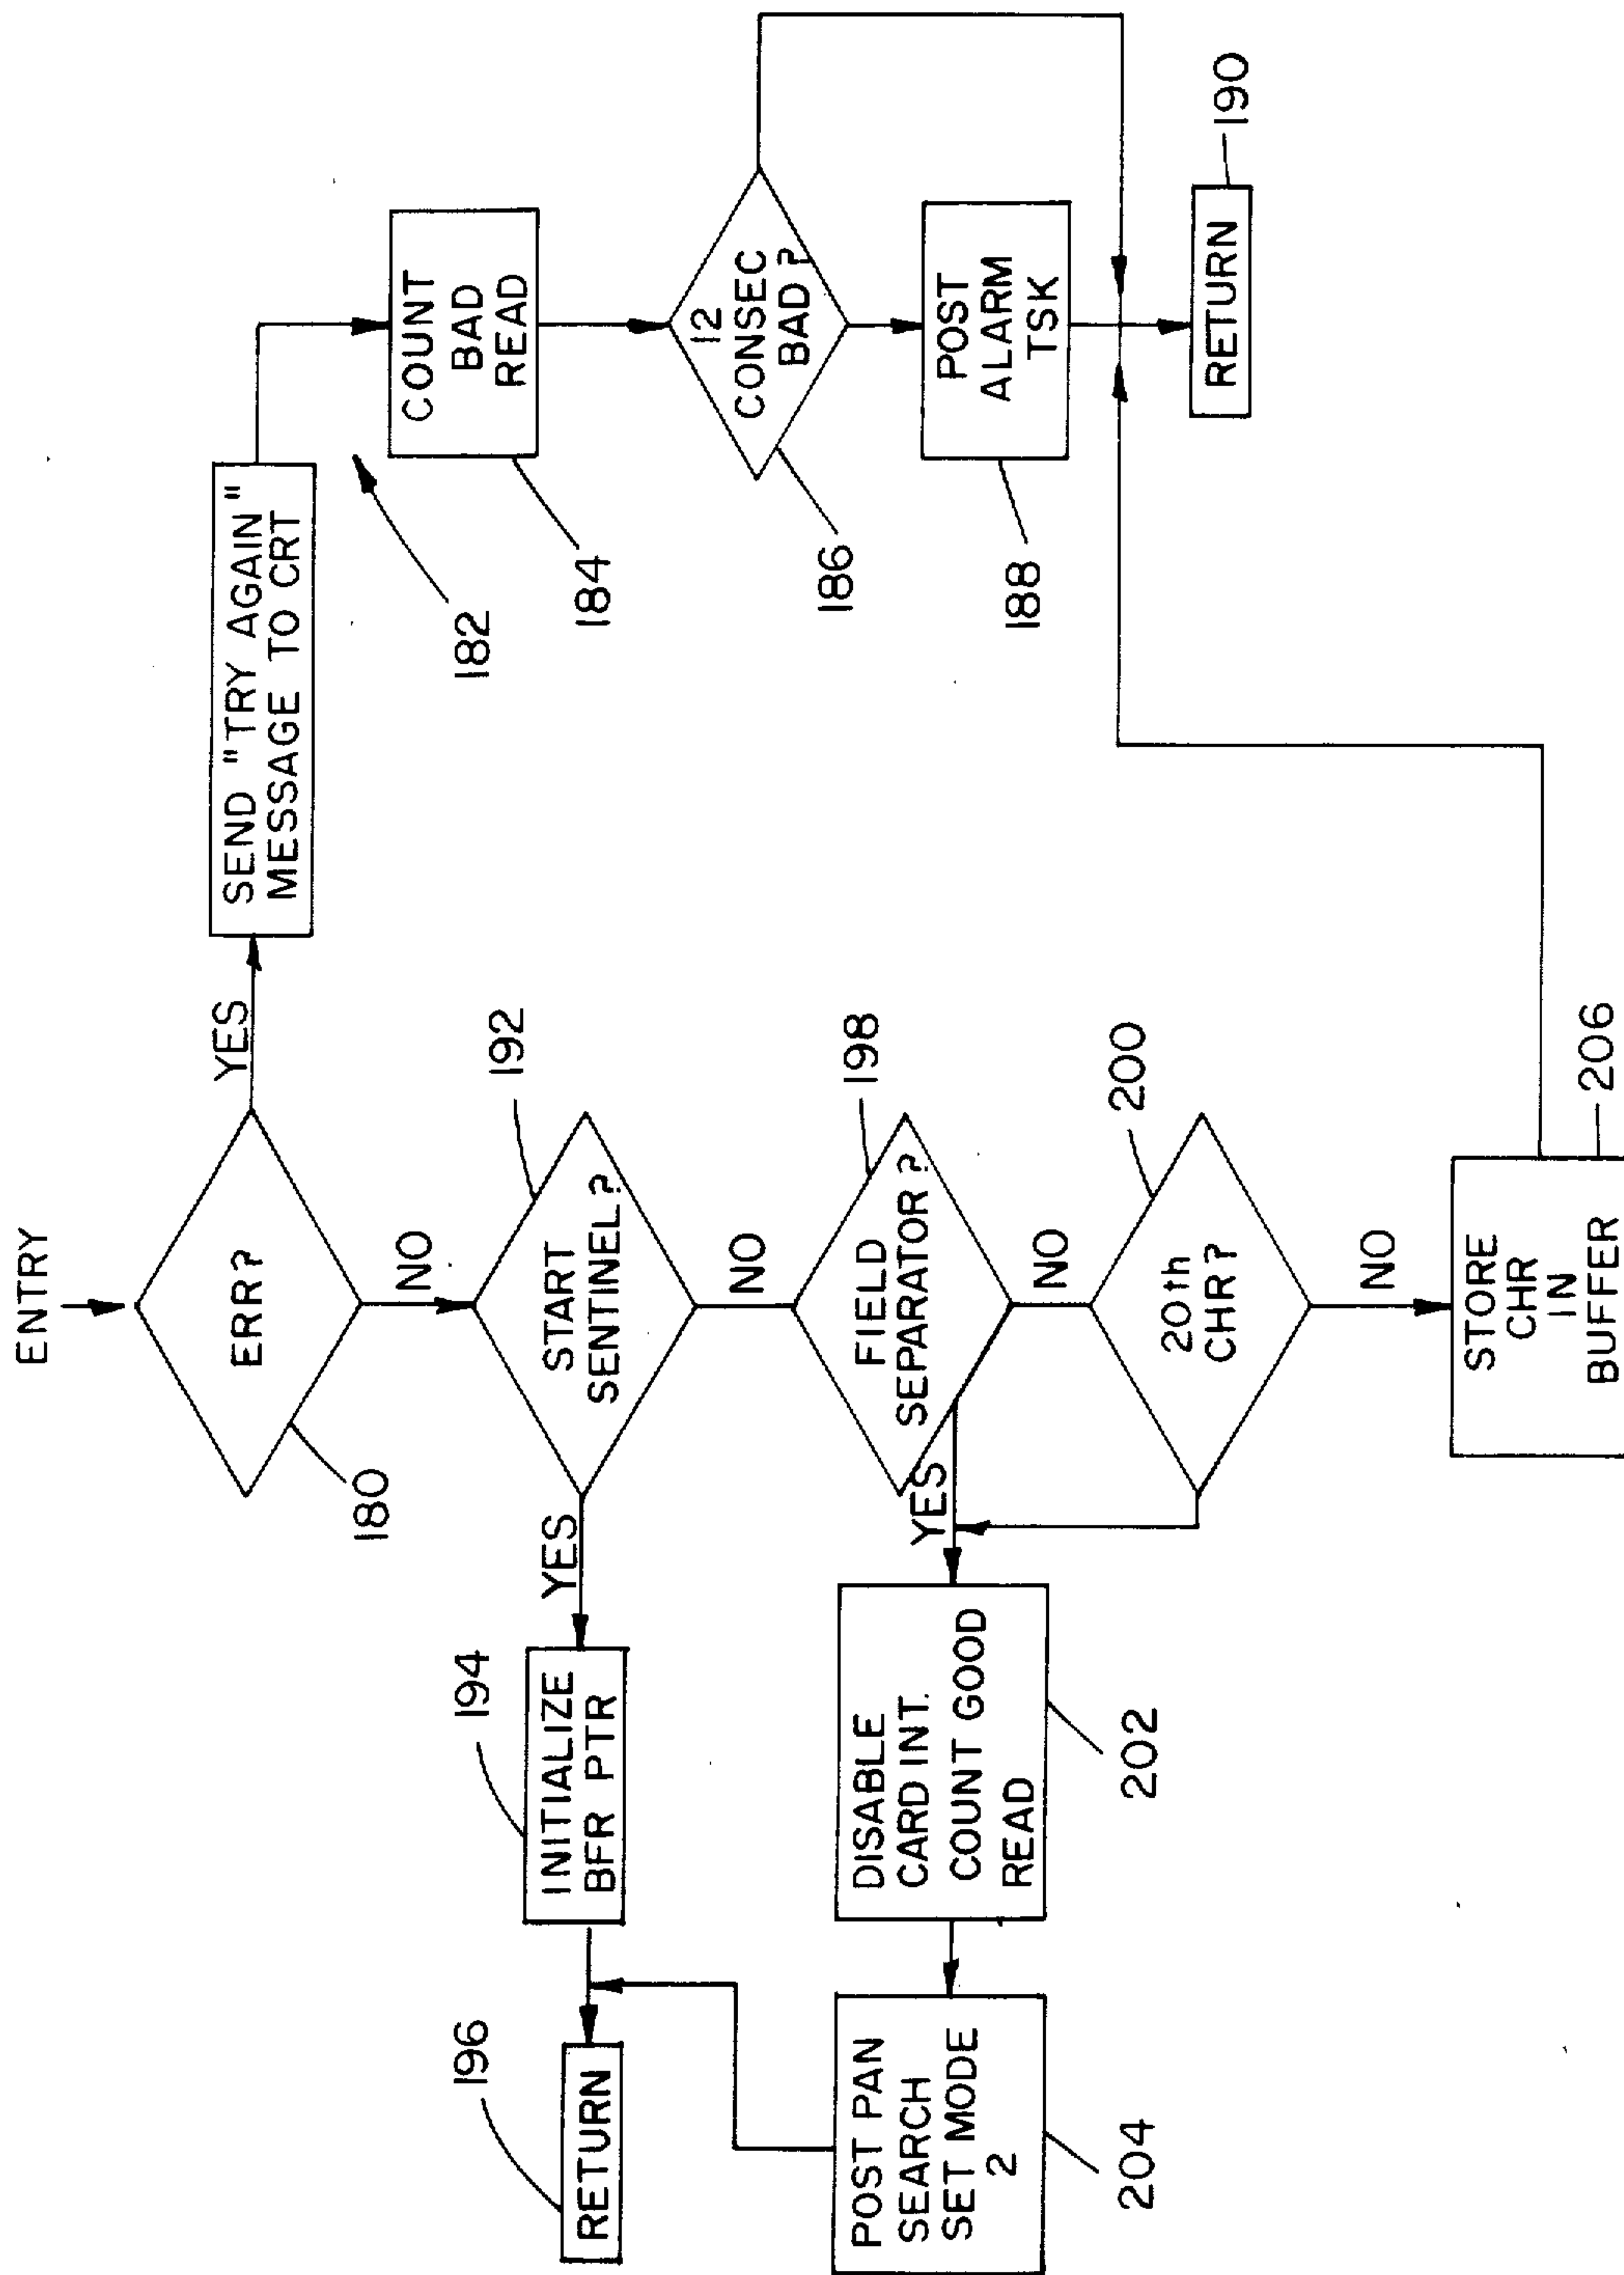 ENTRY
ERR?
180
YES
SEND "TRY AGAIN"
MESSAGE TO CRT
182
COUNT
BAD
READ
184
12
CONSEC
BAD?
186
POST
ALARM
TSK
188
RETURN
190
NO
START
SENTINEL?
192
YES
INITIALIZE
BFR PTR
194
RETURN
196
NO
FIELD
SEPARATOR?
198
YES
DISABLE
CARD INT.
COUNT GOOD
READ
202
POST PAN
SEARCH
SET MODE
2
204
NO
20th
CHR?
200
NO
STORE
CHR
IN
BUFFER
206